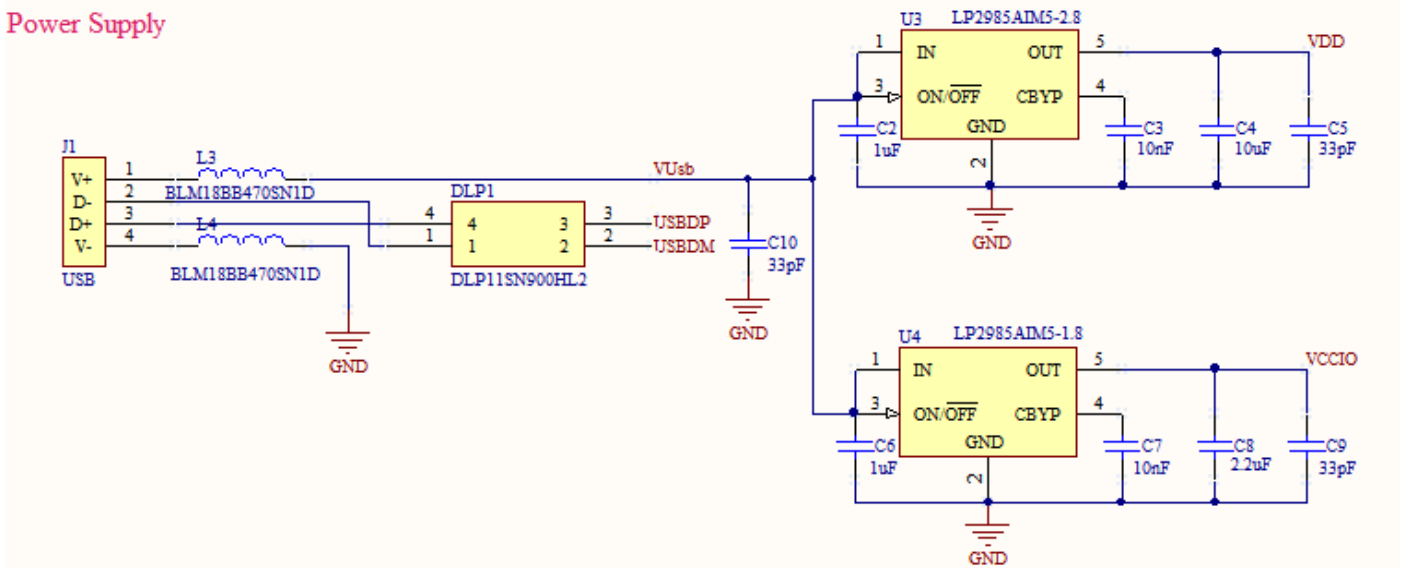 Power Supply
J1
V+ 1
D- 2
D+ 3
V- 4
USB
L3
BLM18BB470SN1D
L4
BLM18BB470SN1D
GND
DLP1
4 4 3 3
1 1 2 2
DLP11SN900HL2
VUsb
USBDP
USBDM
C10
33pF
GND
U3 LP2985AIM5-2.8
1 IN OUT 5 VDD
3 ON/OFF CBYP 4
GND
2
C2
1uF
C3
10nF
C4
10uF
C5
33pF
GND
U4 LP2985AIM5-1.8
1 IN OUT 5 VCCIO
3 ON/OFF CBYP 4
GND
2
C6
1uF
C7
10nF
C8
2.2uF
C9
33pF
GND